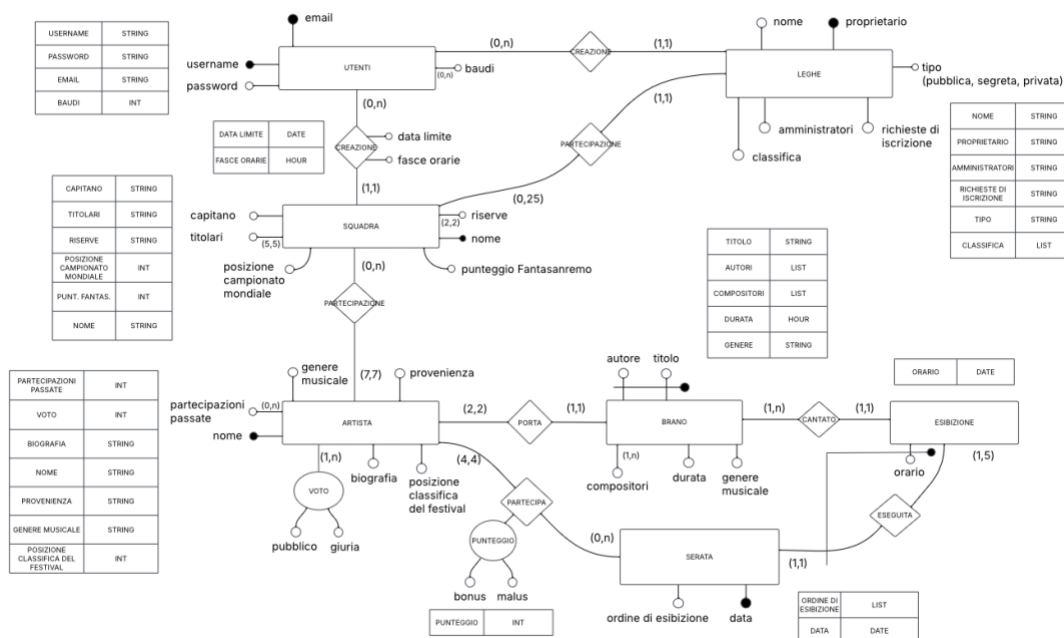 email
nome
proprietario
USERNAME STRING
PASSWORD STRING
EMAIL STRING
BAUDI INT
username
password
UTENTI
baudi
(0,n)
(0,n)
CREAZIONE
(1,1)
LEGHE
tipo
(pubblica, segreta, privata)
(0,n)
(1,1)
DATA LIMITE DATE
FASCE ORARIE HOUR
CREAZIONE
data limite
fasce orarie
PARTECIPAZIONE
amministratori
richieste di
iscrizione
classifica
NOME STRING
PROPRIETARIO STRING
AMMINISTRATORI STRING
RICHIESTE DI
ISCRIZIONE STRING
TIPO STRING
CLASSIFICA LIST
(1,1)
(0,25)
CAPITANO STRING
TITOLARI STRING
RISERVE STRING
POSIZIONE
CAMPIONATO
MONDIALE INT
PUNT. FANTAS. INT
NOME STRING
capitano
titolari
(5,5)
SQUADRA
riserve
(2,2)
nome
posizione
campionato
mondiale
punteggio Fantasanremo
(0,n)
PARTECIPAZIONE
(7,7)
TITOLO STRING
AUTORI LIST
COMPOSITORI LIST
DURATA HOUR
GENERE STRING
ORARIO DATE
PARTECIPAZIONI
PASSATE INT
VOTO INT
BIOGRAFIA STRING
NOME STRING
PROVENIENZA STRING
GENERE MUSICALE STRING
POSIZIONE
CLASSIFICA DEL
FESTIVAL INT
genere
musicale
provenienza
partecipazioni
passate
(0,n)
nome
ARTISTA
(2,2)
PORTA
(1,1)
autore
titolo
BRANO
(1,n)
CANTATO
(1,1)
ESIBIZIONE
(1,n)
VOTO
pubblico
giuria
biografia
posizione
classifica
del festival
(4,4)
(1,n)
compositori
durata
genere
musicale
orario
(1,5)
PARTECIPA
PUNTEGGIO
bonus
malus
PUNTEGGIO INT
(0,n)
SERATA
(1,1)
ESEGUITA
ordine di esibizione
data
ORDINE DI
ESIBIZIONE LIST
DATA DATE